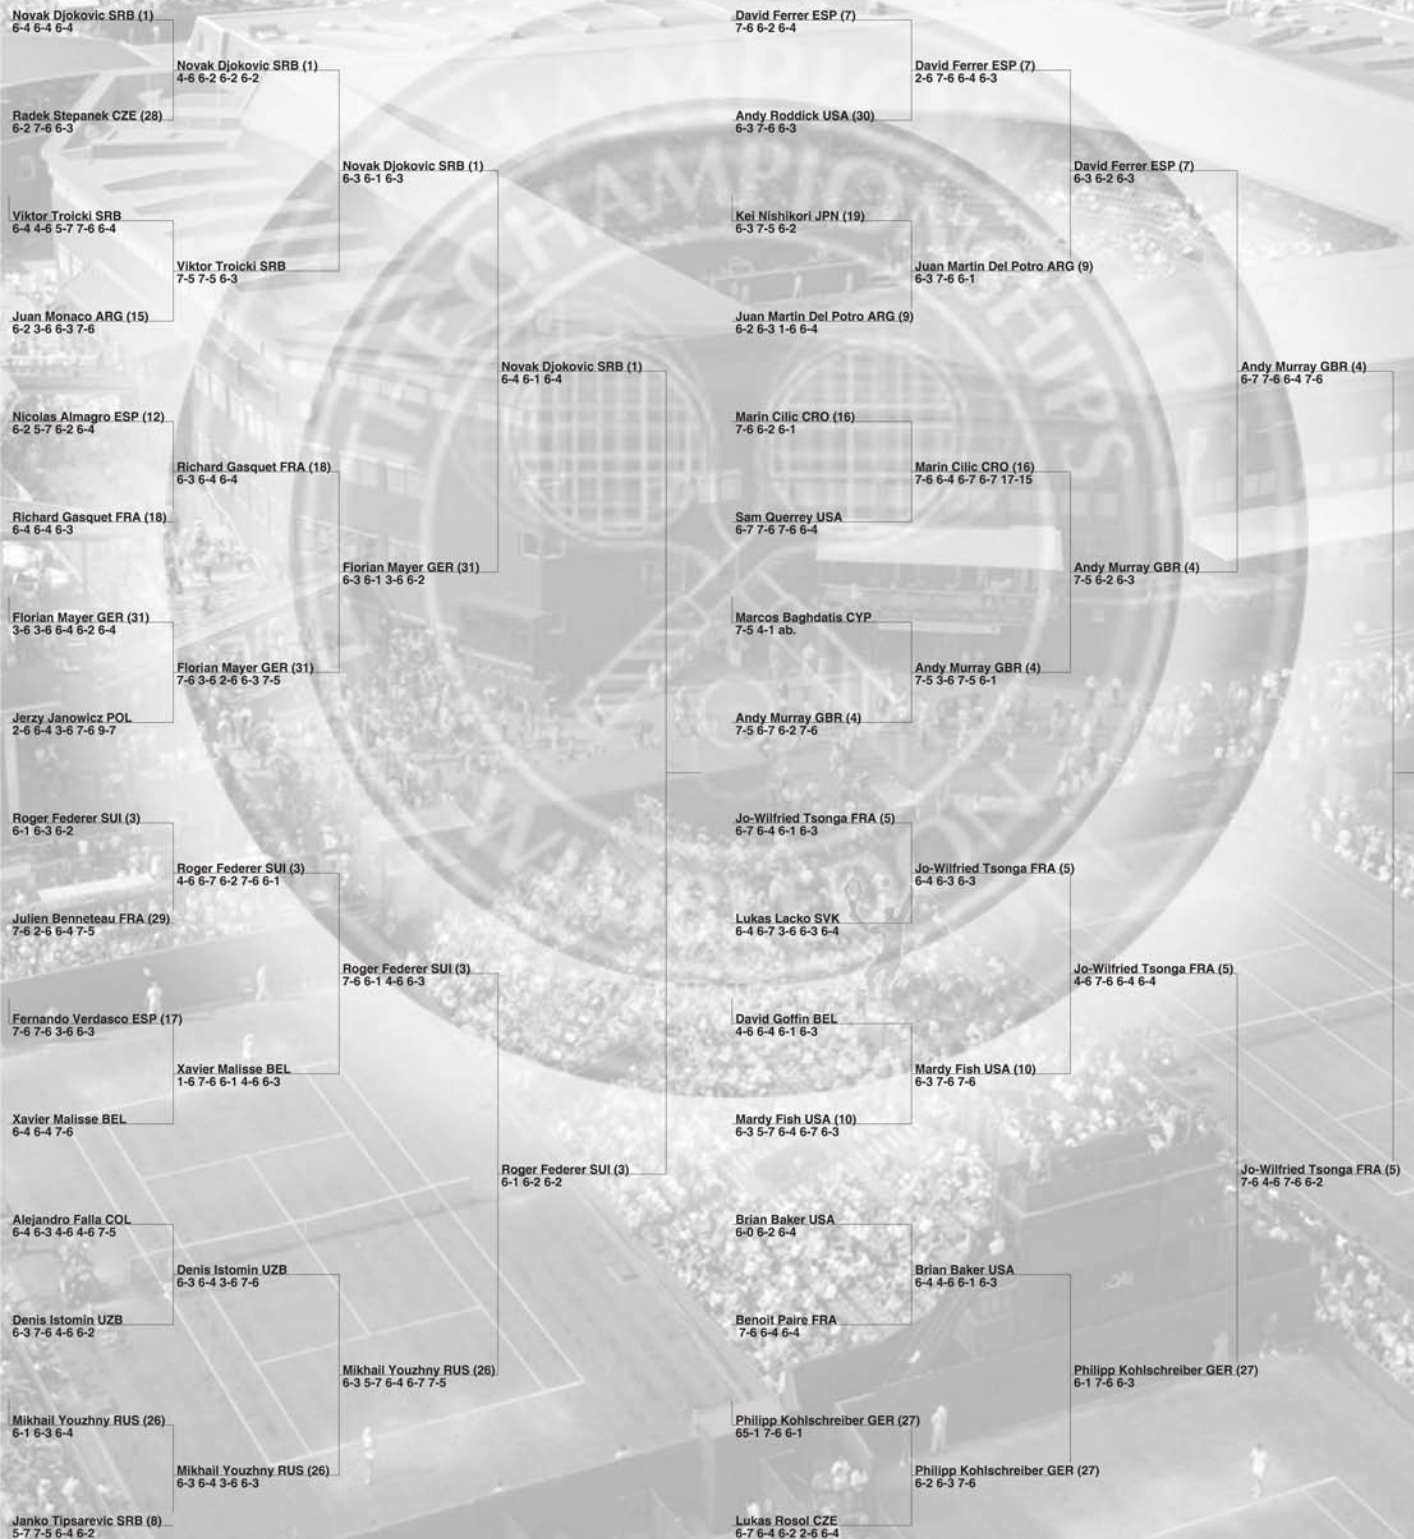 Novak Djokovic SRB (1)
6-4 6-4 6-4
Novak Djokovic SRB (1)
4-6 6-2 6-2 6-2
Radek Stepanek CZE (28)
6-2 7-6 6-3
Novak Djokovic SRB (1)
6-3 6-1 6-3
Viktor Troicki SRB
6-4 4-6 5-7 7-6 6-4
Viktor Troicki SRB
7-5 7-5 6-3
Juan Monaco ARG (15)
6-2 3-6 6-3 7-6
Novak Djokovic SRB (1)
6-4 6-1 6-4
Nicolas Almagro ESP (12)
6-2 5-7 6-2 6-4
Richard Gasquet FRA (18)
6-3 6-4 6-4
Richard Gasquet FRA (18)
6-4 6-4 6-3
Florian Mayer GER (31)
6-3 6-1 3-6 6-2
Florian Mayer GER (31)
3-6 3-6 6-4 6-2 6-4
Florian Mayer GER (31)
7-6 3-6 2-6 6-3 7-5
Jerzy Janowicz POL
2-6 6-4 3-6 7-6 9-7
Roger Federer SUI (3)
6-1 6-3 6-2
Roger Federer SUI (3)
4-6 6-7 6-2 7-6 6-1
Julien Benneteau FRA (29)
7-6 2-6 6-4 7-5
Roger Federer SUI (3)
7-6 6-1 4-6 6-3
Fernando Verdasco ESP (17)
7-6 7-6 3-6 6-3
Xavier Malisse BEL
1-6 7-6 6-1 4-6 6-3
Xavier Malisse BEL
6-4 6-4 7-6
Roger Federer SUI (3)
6-1 6-2 6-2
Alejandro Falla COL
6-4 6-3 4-6 4-6 7-5
Denis Istomin UZB
6-3 6-4 3-6 7-6
Denis Istomin UZB
6-3 7-6 4-6 6-2
Mikhail Youzhny RUS (26)
6-3 5-7 6-4 6-7 7-5
Mikhail Youzhny RUS (26)
6-1 6-3 6-4
Mikhail Youzhny RUS (26)
6-3 6-4 3-6 6-3
Janko Tipsarevic SRB (8)
5-7 7-5 6-4 6-2
David Ferrer ESP (7)
7-6 6-2 6-4
David Ferrer ESP (7)
2-6 7-6 6-4 6-3
Andy Roddick USA (30)
6-3 7-6 6-3
David Ferrer ESP (7)
6-3 6-2 6-3
Kei Nishikori JPN (19)
6-3 7-5 6-2
Juan Martin Del Potro ARG (9)
6-3 7-6 6-1
Juan Martin Del Potro ARG (9)
6-2 6-3 1-6 6-4
Andy Murray GBR (4)
6-7 7-6 6-4 7-6
Marin Cilic CRO (16)
7-6 6-2 6-1
Marin Cilic CRO (16)
7-6 6-4 6-7 6-7 17-15
Sam Querrey USA
6-7 7-6 7-6 6-4
Andy Murray GBR (4)
7-5 6-2 6-3
Marcos Baghdatis CYP
7-5 4-1 ab.
Andy Murray GBR (4)
7-5 3-6 7-5 6-1
Andy Murray GBR (4)
7-5 6-7 6-2 7-6
Jo-Wilfried Tsonga FRA (5)
6-7 6-4 6-1 6-3
Jo-Wilfried Tsonga FRA (5)
6-4 6-3 6-3
Lukas Lacko SVK
6-4 6-7 3-6 6-3 6-4
Jo-Wilfried Tsonga FRA (5)
4-6 7-6 6-4 6-4
David Goffin BEL
4-6 6-4 6-1 6-3
Mardy Fish USA (10)
6-3 7-6 7-6
Mardy Fish USA (10)
6-3 5-7 6-4 6-7 6-3
Jo-Wilfried Tsonga FRA (5)
7-6 4-6 7-6 6-2
Brian Baker USA
6-0 6-2 6-4
Brian Baker USA
6-4 4-6 6-1 6-3
Benoit Paire FRA
7-6 6-4 6-4
Philipp Kohlschreiber GER (27)
6-1 7-6 6-3
Philipp Kohlschreiber GER (27)
65-1 7-6 6-1
Philipp Kohlschreiber GER (27)
6-2 6-3 7-6
Lukas Rosol CZE
6-7 6-4 6-2 2-6 6-4
THE CHAMPIONSHIPS